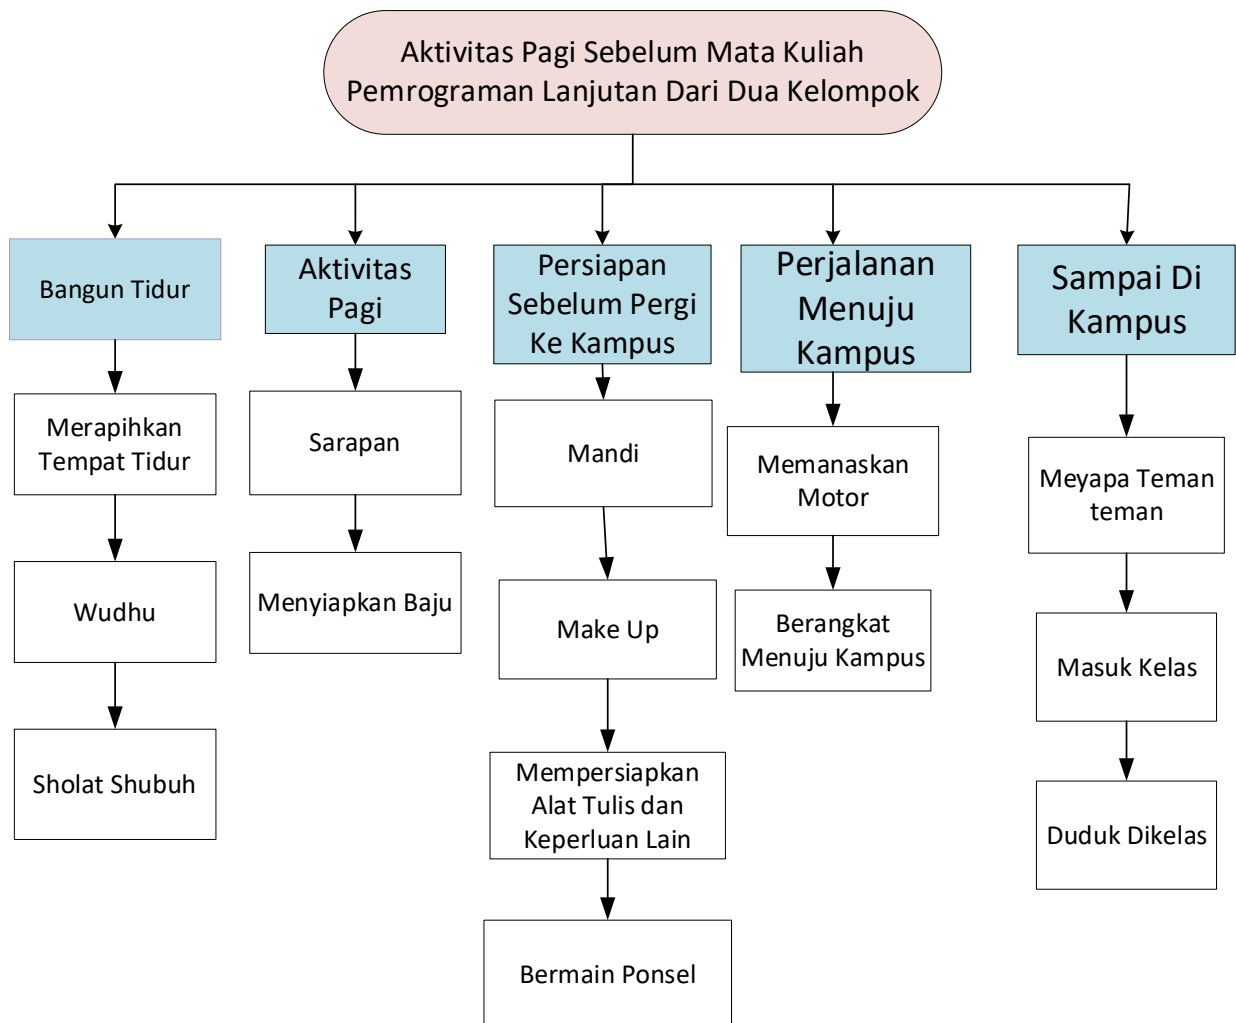 Aktivitas Pagi Sebelum Mata Kuliah
Pemrograman Lanjutan Dari Dua Kelompok
Bangun Tidur
Merapihkan
Tempat Tidur
Wudhu
Sholat Shubuh
Aktivitas
Pagi
Sarapan
Menyiapkan Baju
Persiapan
Sebelum Pergi
Ke Kampus
Mandi
Make Up
Mempersiapkan
Alat Tulis dan
Keperluan Lain
Bermain Ponsel
Perjalanan
Menuju
Kampus
Memanaskan
Motor
Berangkat
Menuju Kampus
Sampai Di
Kampus
Meyapa Teman
teman
Masuk Kelas
Duduk Dikelas